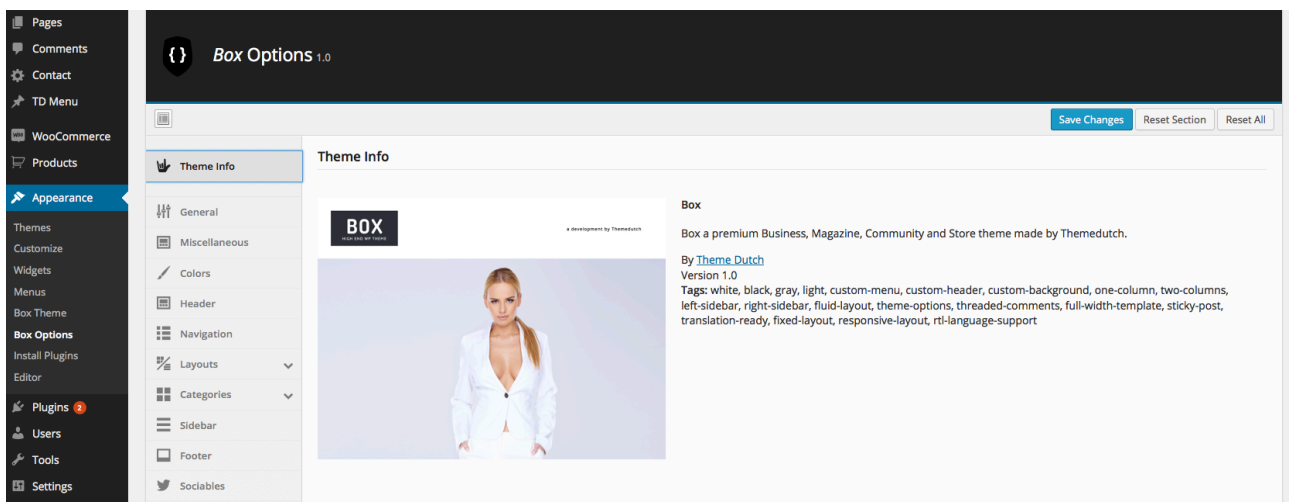 Pages
Comments
Contact
TD Menu
WooCommerce
Products
Appearance
Themes
Customize
Widgets
Menus
Box Theme
Box Options
Install Plugins
Editor
Plugins 2
Users
Tools
Settings
{ } Box Options 1.0
Save Changes Reset Section Reset All
Theme Info
General
Miscellaneous
Colors
Header
Navigation
Layouts
Categories
Sidebar
Footer
Sociables
Theme Info
BOX
HIGH END WP THEME
a development by Themedutch
Box
Box a premium Business, Magazine, Community and Store theme made by Themedutch.
By Theme Dutch
Version 1.0
Tags: white, black, gray, light, custom-menu, custom-header, custom-background, one-column, two-columns,
left-sidebar, right-sidebar, fluid-layout, theme-options, threaded-comments, full-width-template, sticky-post,
translation-ready, fixed-layout, responsive-layout, rtl-language-support